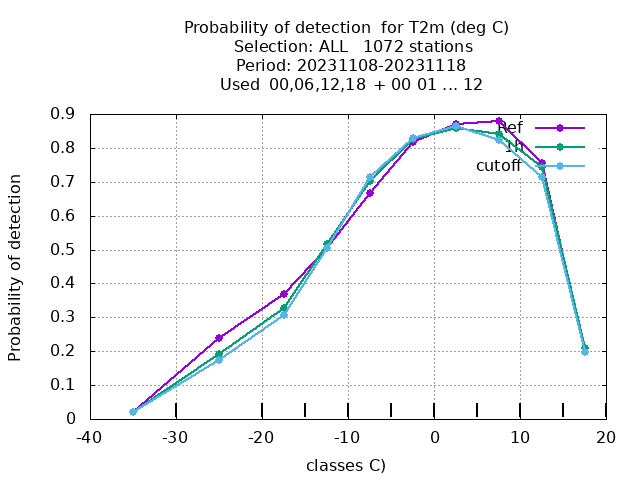 Probability of detection  for T2m (deg C)
Selection: ALL   1072 stations
Period: 20231108-20231118
Used  00,06,12,18  + 00 01 ... 12
0.9
0.8
0.7
0.6
0.5
0.4
0.3
0.2
0.1
0
Probability of detection
Ref
1h
cutoff
-40
-30
-20
-10
0
10
20
classes C)